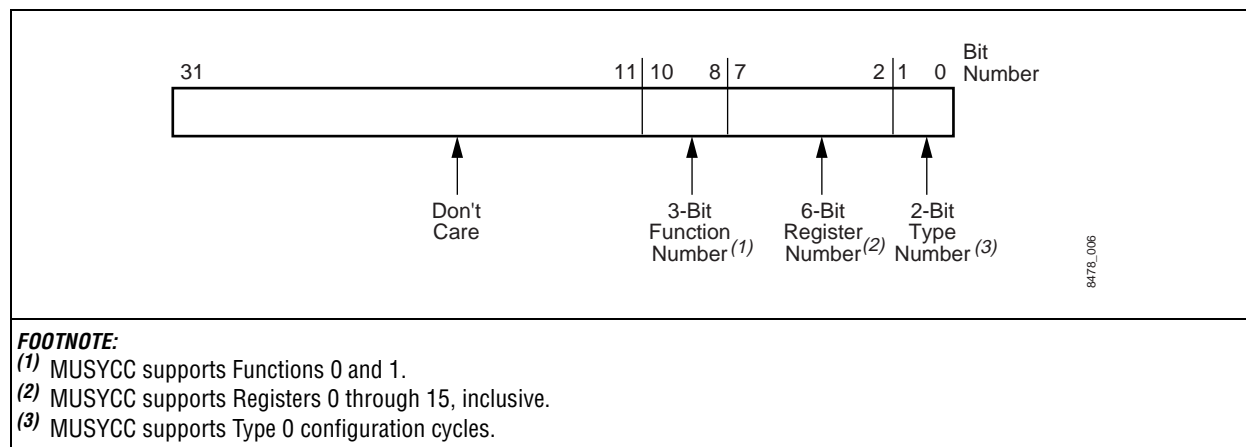 31 11 10 8 7 2 1 0 Bit
Number
Don't
Care
3-Bit
Function
Number (1)
6-Bit
Register
Number (2)
2-Bit
Type
Number (3)
8478_006
FOOTNOTE:
(1) MUSYCC supports Functions 0 and 1.
(2) MUSYCC supports Registers 0 through 15, inclusive.
(3) MUSYCC supports Type 0 configuration cycles.